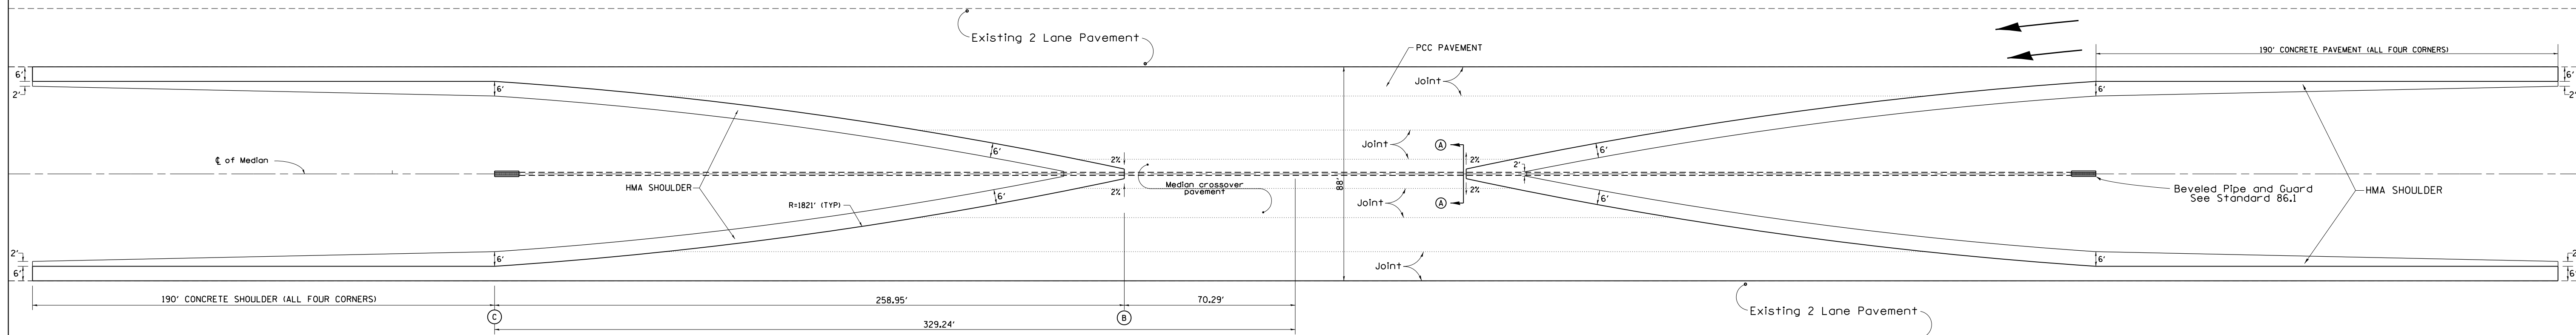 Existing 2 Lane Pavement
PCC PAVEMENT
190' CONCRETE PAVEMENT (ALL FOUR CORNERS)
6'
2'
6'
Joint
6'
6'
2'
6'
6'
Joint
A
2%
2%
2'
℄ of Median
HMA SHOULDER
Median crossover
pavement
88'
2%
2%
Beveled Pipe and Guard
See Standard 86.1
HMA SHOULDER
R=1821' (TYP)
6'
Joint
A
6'
2'
6'
6'
6'
2'
6'
Joint
190' CONCRETE SHOULDER (ALL FOUR CORNERS)
258.95'
70.29'
C
B
Existing 2 Lane Pavement
329.24'